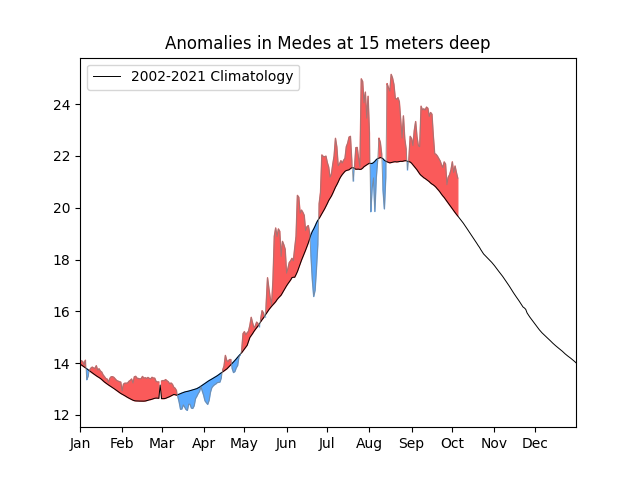 Anomalies in Medes at 15 meters deep
2002-2021 Climatology
24
22
20
18
16
14
12
Jan Feb Mar Apr May Jun Jul Aug Sep Oct Nov Dec